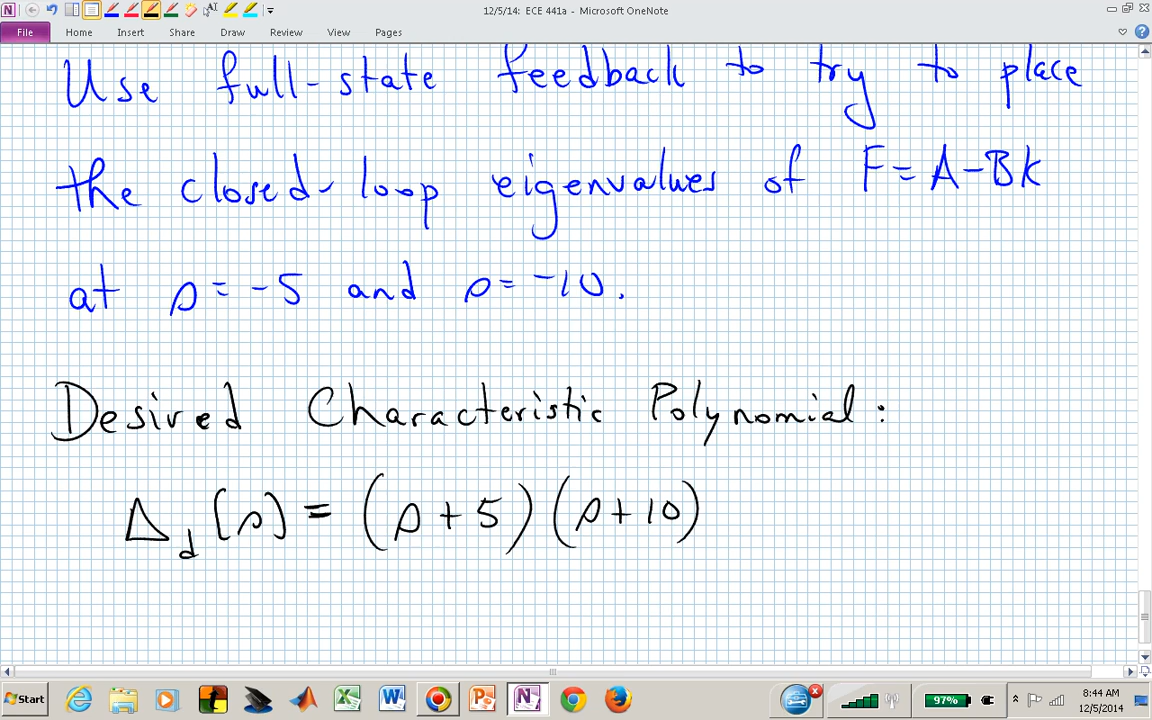 12/5/14: ECE 441a - Microsoft OneNote
File Home Insert Share Draw Review View Pages
Use full-state feedback to try to place
the closed-loop eigenvalues of F=A-BK
at s=-5 and s=-10.
Desired Characteristic Polynomial:
Δ_d(s) = (s+5)(s+10)
Start
97%
8:44 AM
12/5/2014